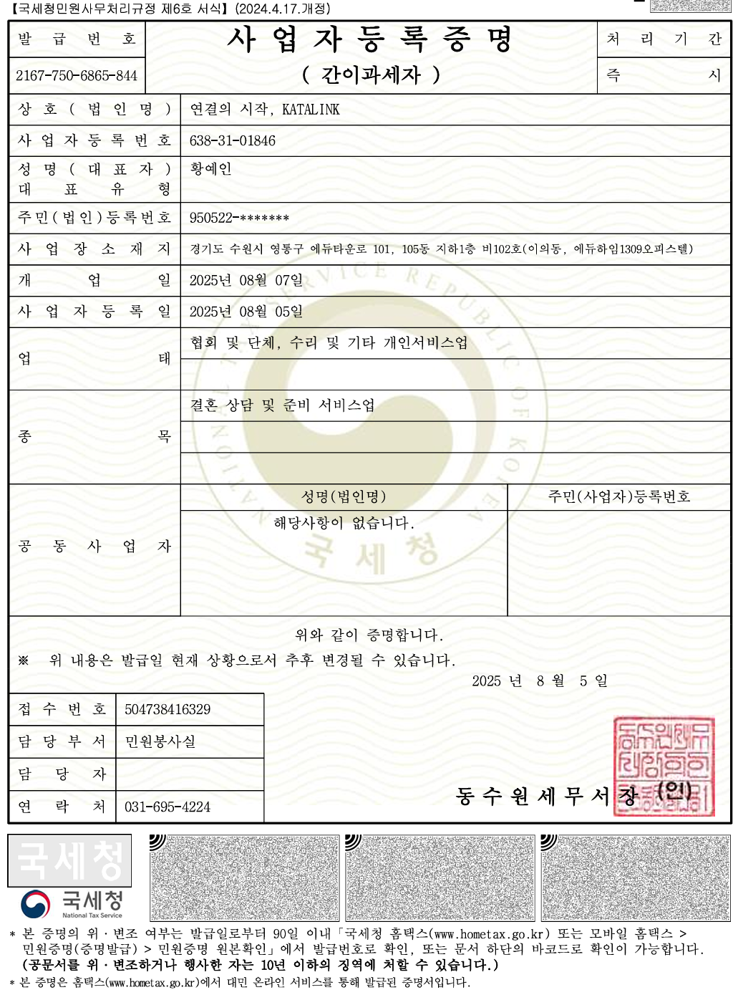 【국세청민원사무처리규정 제6호 서식】(2024.4.17.개정)
발 급 번 호
2167-750-6865-844
사 업 자 등 록 증 명
( 간이과세자 )
처 리 기 간
즉 시
상 호 ( 법 인 명 ) 연결의 시작, KATALINK
사 업 자 등 록 번 호 638-31-01846
성 명 ( 대 표 자 ) 황예인
대 표 유 형
주민(법인)등록번호 950522-*******
사 업 장 소 재 지 경기도 수원시 영통구 에듀타운로 101, 105동 지하1층 비102호(이의동, 에듀하임1309오피스텔)
개 업 일 2025년 08월 07일
사 업 자 등 록 일 2025년 08월 05일
업 태 협회 및 단체, 수리 및 기타 개인서비스업
종 목 결혼 상담 및 준비 서비스업
공 동 사 업 자
성명(법인명) 주민(사업자)등록번호
해당사항이 없습니다.
NATIONAL TAX SERVICE REPUBLIC OF KOREA
국세청
위와 같이 증명합니다.
※ 위 내용은 발급일 현재 상황으로서 추후 변경될 수 있습니다.
2025 년 8 월 5 일
접 수 번 호 504738416329
담 당 부 서 민원봉사실
담 당 자
연 락 처 031-695-4224
동 수 원 세 무 서 장 (인)
국세청
국세청
National Tax Service
* 본 증명의 위·변조 여부는 발급일로부터 90일 이내「국세청 홈택스(www.hometax.go.kr) 또는 모바일 홈택스 >
민원증명(증명발급) > 민원증명 원본확인」에서 발급번호로 확인, 또는 문서 하단의 바코드로 확인이 가능합니다.
(공문서를 위·변조하거나 행사한 자는 10년 이하의 징역에 처할 수 있습니다.)
* 본 증명은 홈택스(www.hometax.go.kr)에서 대민 온라인 서비스를 통해 발급된 증명서입니다.